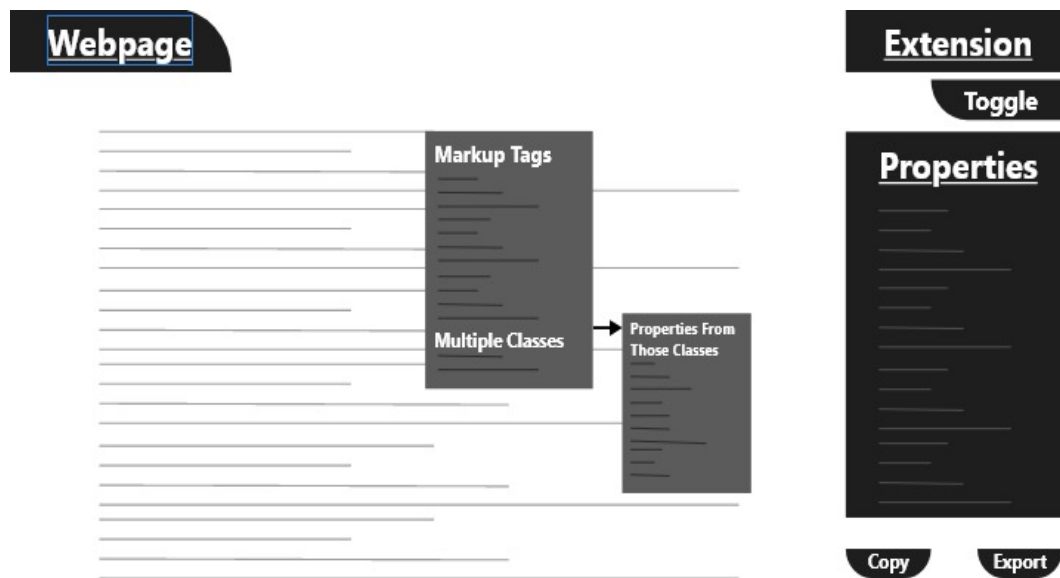 Webpage
Extension
Toggle
Markup Tags
Properties
Multiple Classes
Properties From
Those Classes
Copy
Export